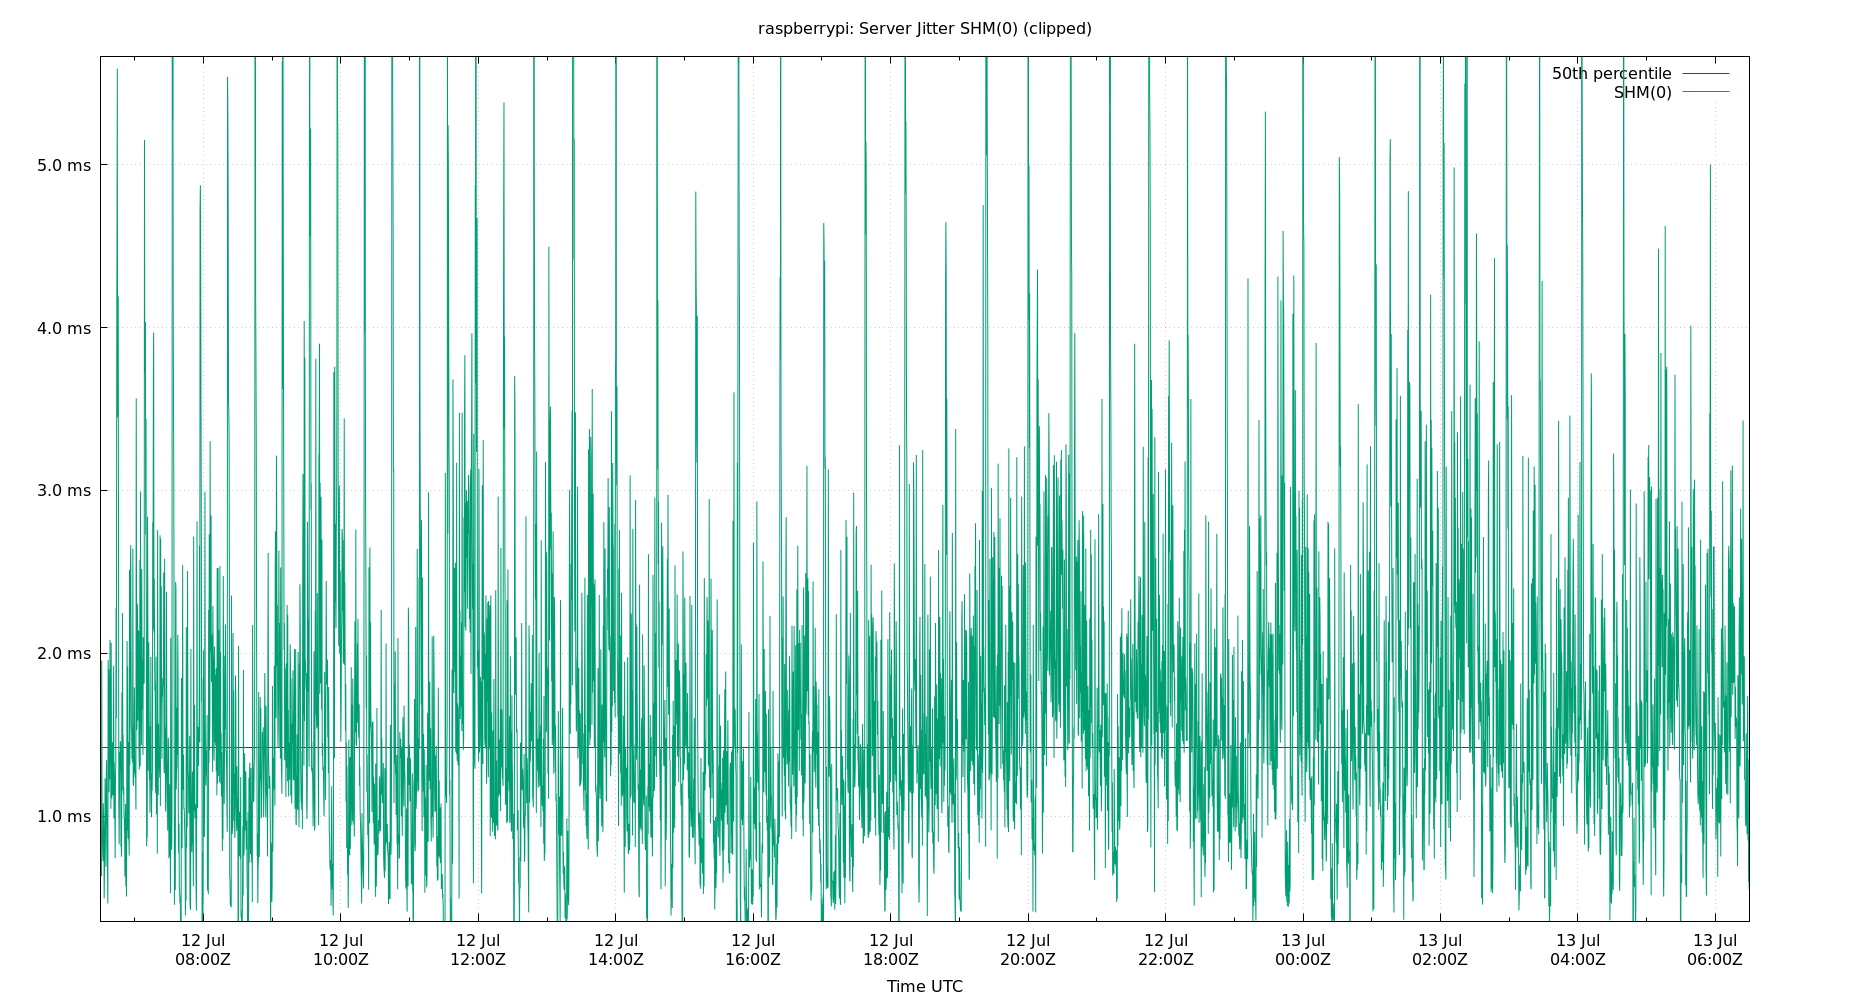 raspberrypi: Server Jitter SHM(0) (clipped)
50th percentile
SHM(0)
5.0 ms
4.0 ms
3.0 ms
2.0 ms
1.0 ms
12 Jul 12 Jul 12 Jul 12 Jul 12 Jul 12 Jul 12 Jul 12 Jul 13 Jul 13 Jul 13 Jul 13 Jul
08:00Z 10:00Z 12:00Z 14:00Z 16:00Z 18:00Z 20:00Z 22:00Z 00:00Z 02:00Z 04:00Z 06:00Z
Time UTC